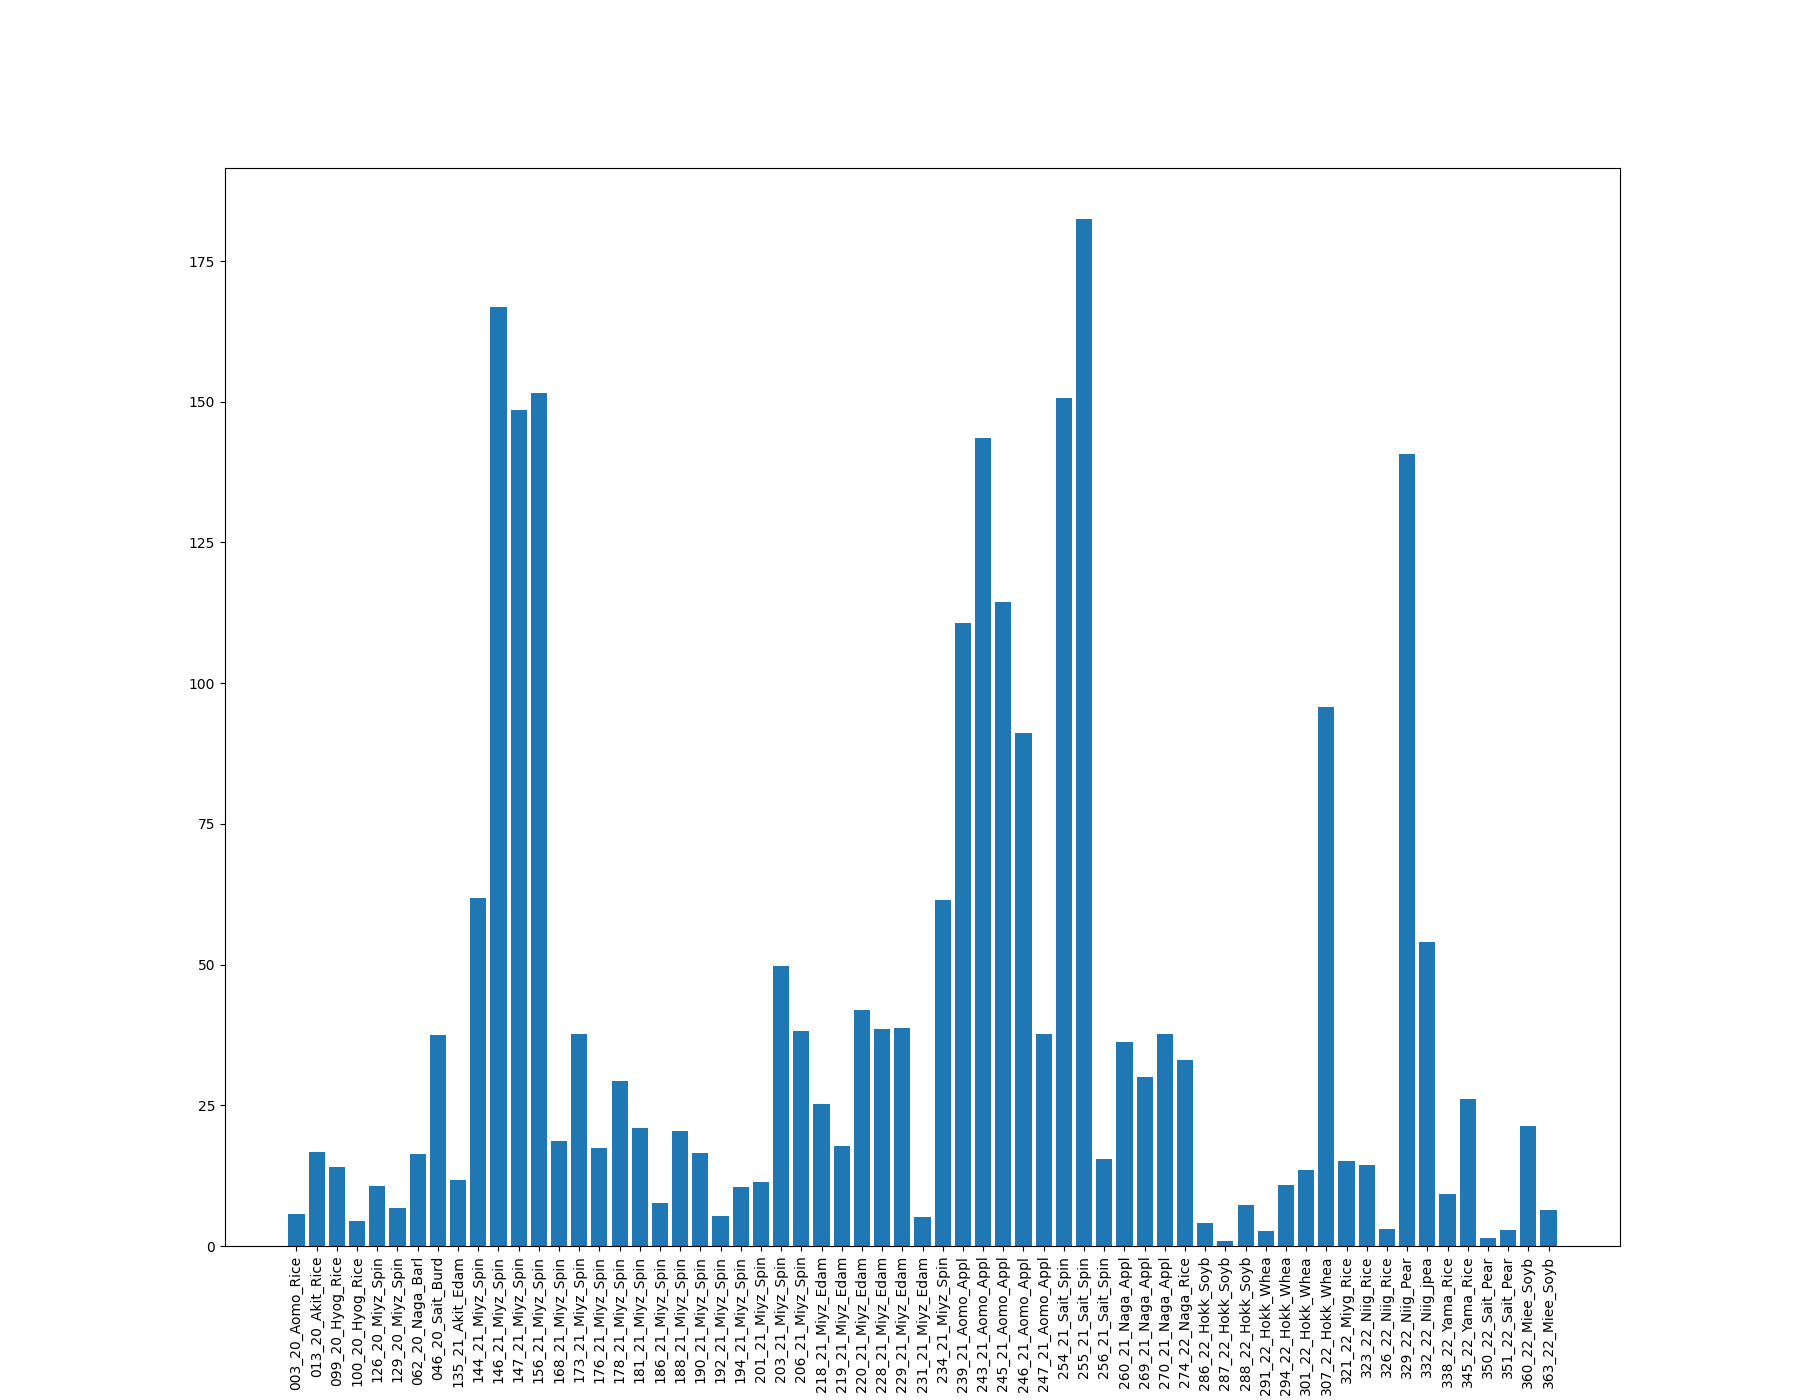 175
150
125
100
75
50
25
0
003_20_Aomo_Rice
013_20_Akit_Rice
099_20_Hyog_Rice
100_20_Hyog_Rice
126_20_Miyz_Spin
129_20_Miyz_Spin
062_20_Naga_Barl
046_20_Sait_Burd
135_21_Akit_Edam
144_21_Miyz_Spin
146_21_Miyz_Spin
147_21_Miyz_Spin
156_21_Miyz_Spin
168_21_Miyz_Spin
173_21_Miyz_Spin
176_21_Miyz_Spin
178_21_Miyz_Spin
181_21_Miyz_Spin
186_21_Miyz_Spin
188_21_Miyz_Spin
190_21_Miyz_Spin
192_21_Miyz_Spin
194_21_Miyz_Spin
201_21_Miyz_Spin
203_21_Miyz_Spin
206_21_Miyz_Spin
218_21_Miyz_Edam
219_21_Miyz_Edam
220_21_Miyz_Edam
228_21_Miyz_Edam
229_21_Miyz_Edam
231_21_Miyz_Edam
234_21_Miyz_Spin
239_21_Aomo_Appl
243_21_Aomo_Appl
245_21_Aomo_Appl
246_21_Aomo_Appl
247_21_Aomo_Appl
254_21_Sait_Spin
255_21_Sait_Spin
256_21_Sait_Spin
260_21_Naga_Appl
269_21_Naga_Appl
270_21_Naga_Appl
274_22_Naga_Rice
286_22_Hokk_Soyb
287_22_Hokk_Soyb
288_22_Hokk_Soyb
291_22_Hokk_Whea
294_22_Hokk_Whea
301_22_Hokk_Whea
307_22_Hokk_Whea
321_22_Miyg_Rice
323_22_Niig_Rice
326_22_Niig_Rice
329_22_Niig_Pear
332_22_Niig_jpea
338_22_Yama_Rice
345_22_Yama_Rice
350_22_Sait_Pear
351_22_Sait_Pear
360_22_Miee_Soyb
363_22_Miee_Soyb